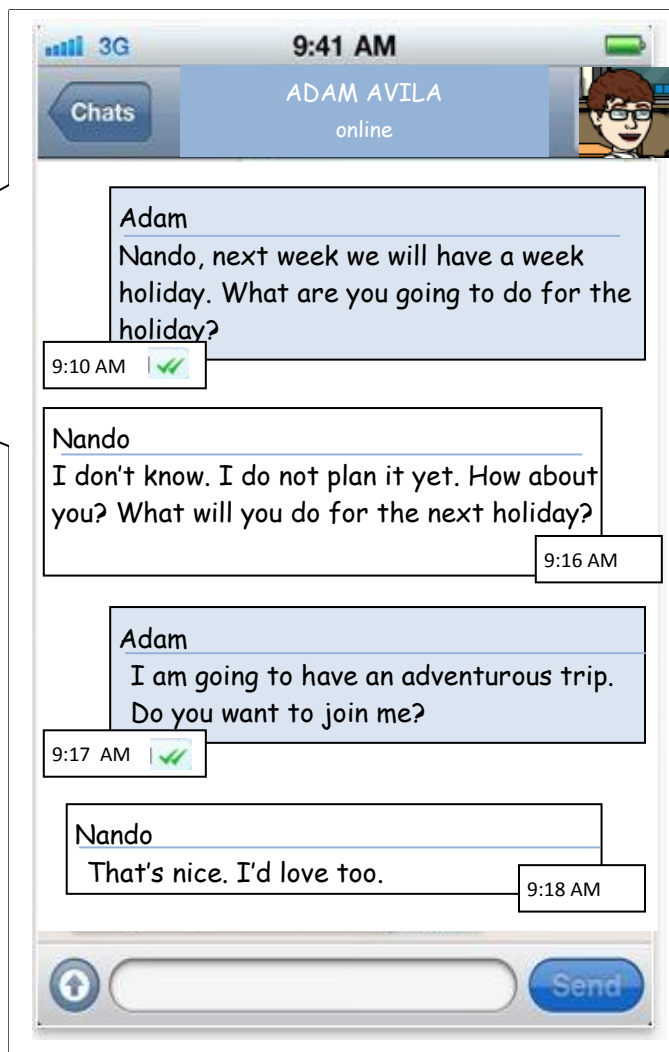 3G 9:41 AM
Chats
ADAM AVILA
online
Adam
Nando, next week we will have a week
holiday. What are you going to do for the
holiday?
9:10 AM
Nando
I don't know. I do not plan it yet. How about
you? What will you do for the next holiday?
9:16 AM
Adam
I am going to have an adventurous trip.
Do you want to join me?
9:17 AM
Nando
That's nice. I'd love too.
9:18 AM
Send